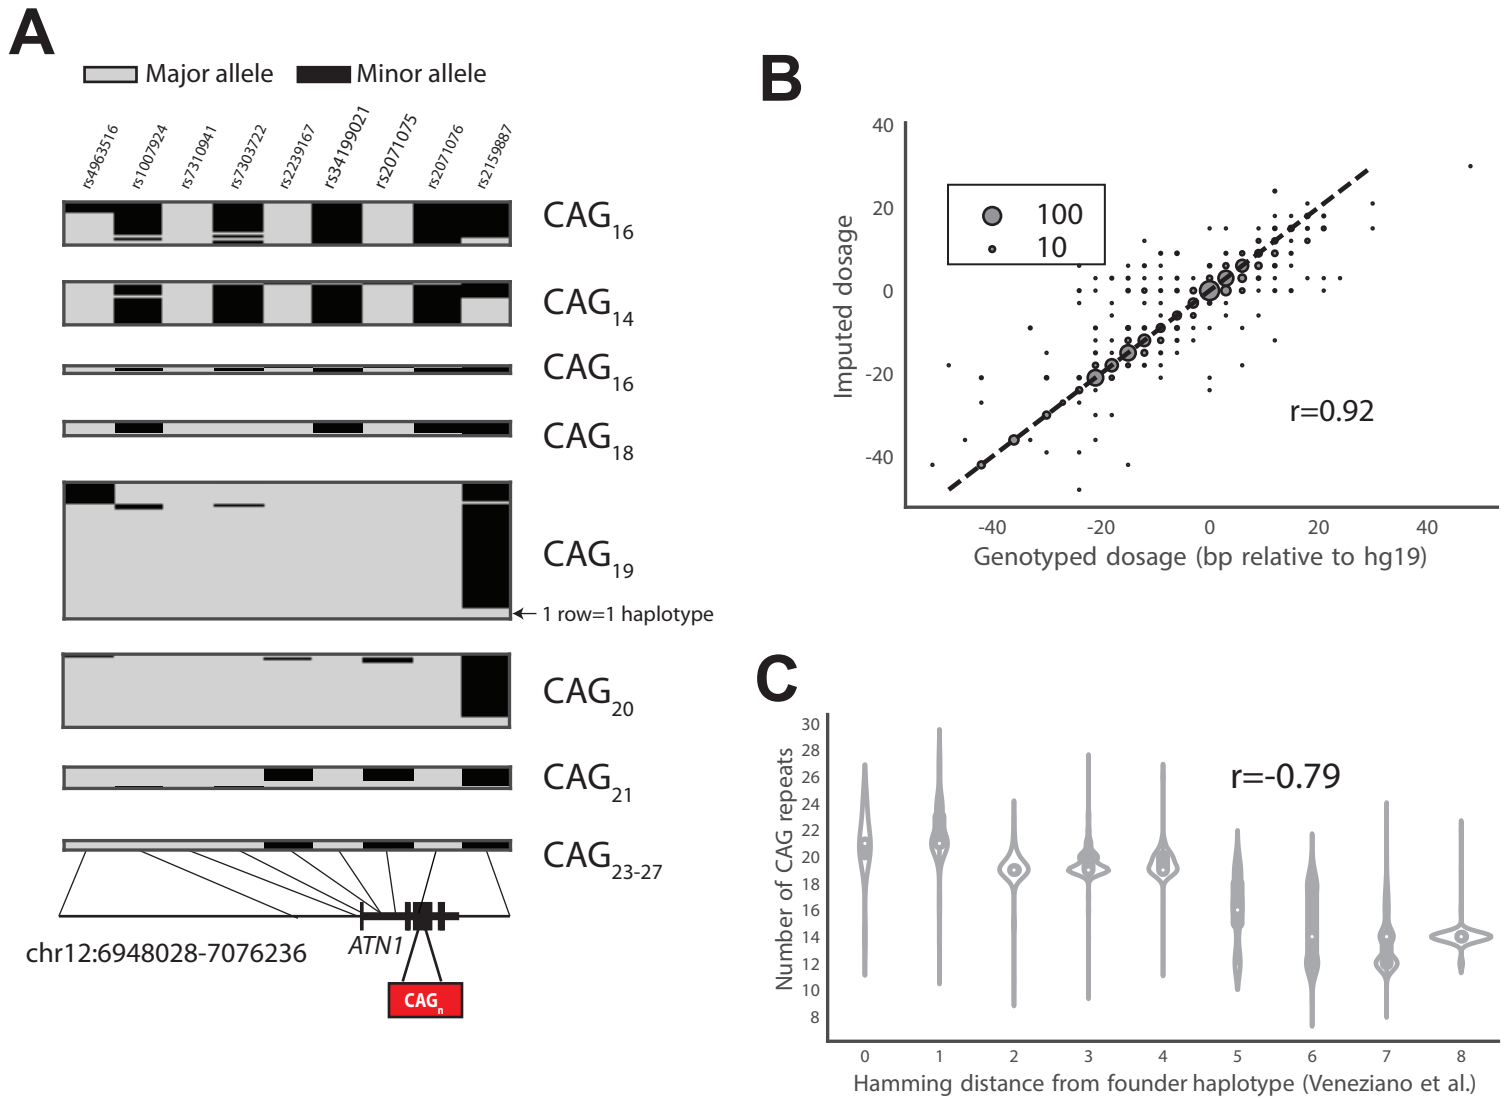 A
Major allele
Minor allele
rs4963516
rs1007924
rs7310941
rs7303722
rs2239167
rs34199021
rs2071075
rs2071076
rs2159887
CAG16
CAG14
CAG16
CAG18
CAG19
1 row=1 haplotype
CAG20
CAG21
CAG23-27
ATN1
chr12:6948028-7076236
CAGn
B
40
20
0
-20
-40
Imputed dosage
100
10
r=0.92
-40 -20 0 20 40
Genotyped dosage (bp relative to hg19)
C
30
28
26
24
22
20
18
16
14
12
10
8
Number of CAG repeats
r=-0.79
0 1 2 3 4 5 6 7 8
Hamming distance from founder haplotype (Veneziano et al.)